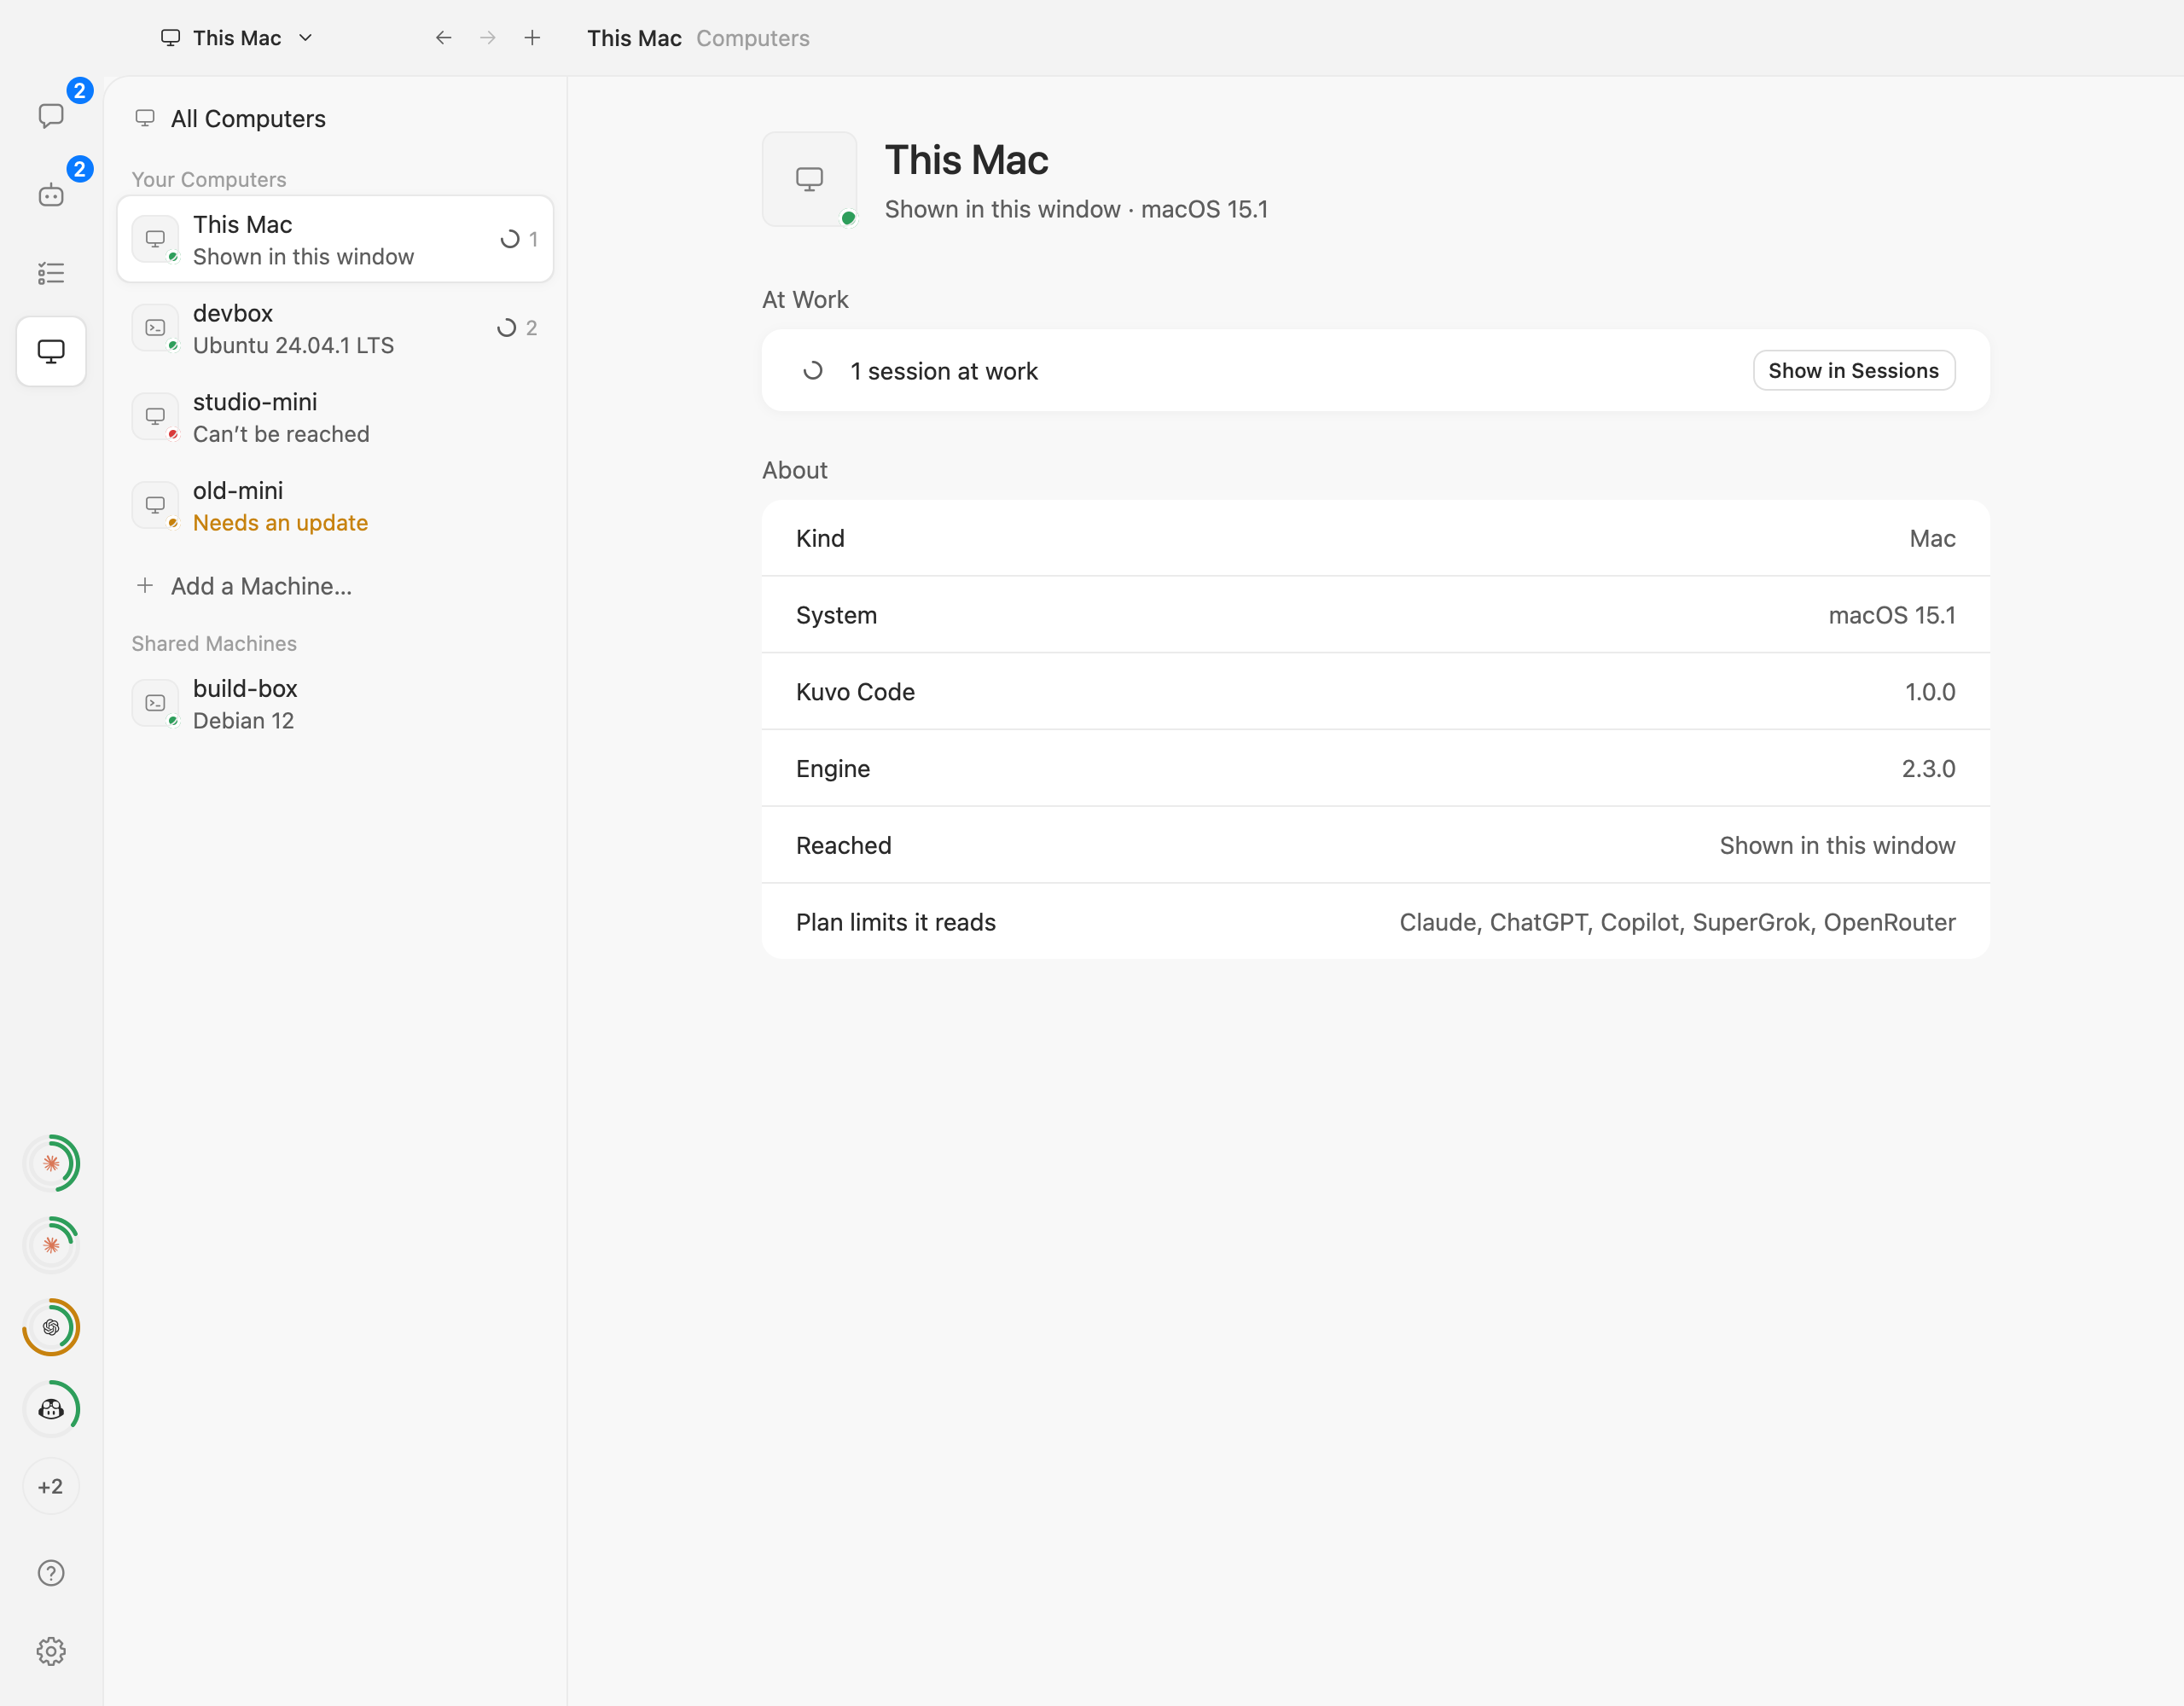 This Mac
This Mac Computers
2
2
All Computers
Your Computers
This Mac
Shown in this window
1
devbox
Ubuntu 24.04.1 LTS
2
studio-mini
Can’t be reached
old-mini
Needs an update
Add a Machine...
Shared Machines
build-box
Debian 12
+2
This Mac
Shown in this window · macOS 15.1
At Work
1 session at work
Show in Sessions
About
Kind Mac
System macOS 15.1
Kuvo Code 1.0.0
Engine 2.3.0
Reached Shown in this window
Plan limits it reads Claude, ChatGPT, Copilot, SuperGrok, OpenRouter